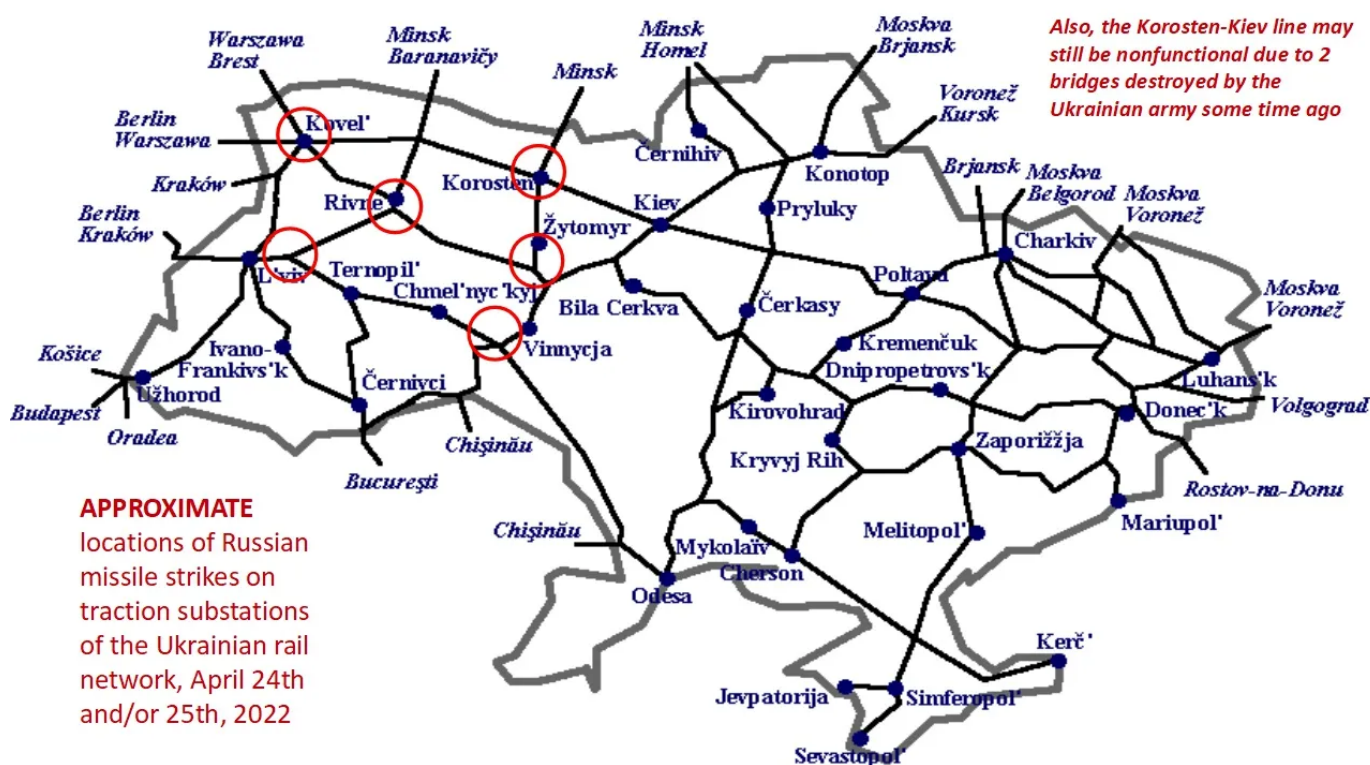 Warszawa
Brest
Minsk
Baranavičy
Minsk
Minsk
Homel
Moskva
Brjansk
Also, the Korosten-Kiev line may
still be nonfunctional due to 2
bridges destroyed by the
Ukrainian army some time ago
Voronež
Kursk
Berlin
Warszawa
Kovel'
Černihiv
Konotop
Kraków
Korosten
Rivne
Kiev
Pryluky
Brjansk
Moskva
Belgorod
Moskva
Voronež
Berlin
Kraków
Žytomyr
Charkiv
L'viv
Ternopil'
Chmel'nyc'kyj
Bila Cerkva
Čerkasy
Poltava
Moskva
Voronež
Vinnycja
Kremenčuk
Košice
Ivano-
Frankivs'k
Užhorod
Černivci
Dnipropetrovs'k
Luhans'k
Budapest
Oradea
Kirovohrad
Donec'k
Volgograd
Chişinău
Kryvyj Rih
Zaporižžja
Bucureşti
Rostov-na-Donu
APPROXIMATE
locations of Russian
missile strikes on
traction substations
of the Ukrainian rail
network, April 24th
and/or 25th, 2022
Chişinău
Mykolaïv
Cherson
Melitopol'
Mariupol'
Odesa
Kerč'
Jevpatorija
Simferopol'
Sevastopol'